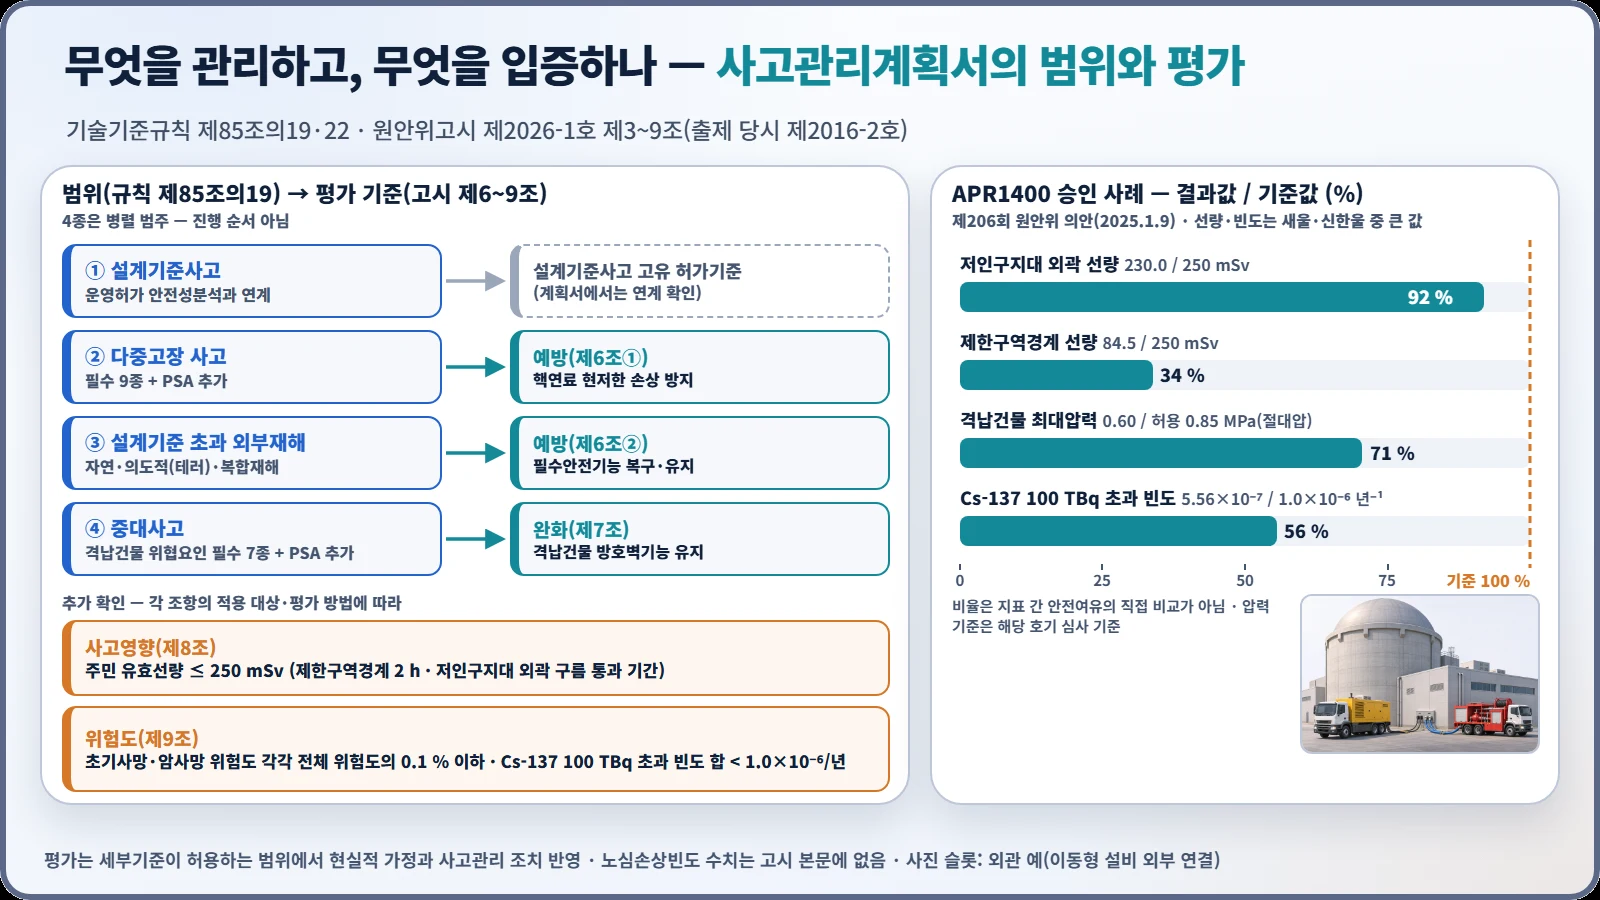 무엇을 관리하고, 무엇을 입증하나 — 사고관리계획서의 범위와 평가
기술기준규칙 제85조의19·22 · 원안위고시 제2026-1호 제3~9조(출제 당시 제2016-2호)
범위(규칙 제85조의19) → 평가 기준(고시 제6~9조)
4종은 병렬 범주 — 진행 순서 아님
① 설계기준사고
운영허가 안전성분석과 연계
설계기준사고 고유 허가기준
(계획서에서는 연계 확인)
② 다중고장 사고
필수 9종 + PSA 추가
예방(제6조①)
핵연료 현저한 손상 방지
③ 설계기준 초과 외부재해
자연·의도적(테러)·복합재해
예방(제6조②)
필수안전기능 복구·유지
④ 중대사고
격납건물 위협요인 필수 7종 + PSA 추가
완화(제7조)
격납건물 방호벽기능 유지
추가 확인 — 각 조항의 적용 대상·평가 방법에 따라
사고영향(제8조)
주민 유효선량 ≤ 250 mSv (제한구역경계 2 h · 저인구지대 외곽 구름 통과 기간)
위험도(제9조)
초기사망·암사망 위험도 각각 전체 위험도의 0.1 % 이하 · Cs-137 100 TBq 초과 빈도 합 < 1.0×10⁻⁶/년
APR1400 승인 사례 — 결과값 / 기준값 (%)
제206회 원안위 의안(2025.1.9) · 선량·빈도는 새울·신한울 중 큰 값
저인구지대 외곽 선량 230.0 / 250 mSv
92 %
제한구역경계 선량 84.5 / 250 mSv
34 %
격납건물 최대압력 0.60 / 허용 0.85 MPa(절대압)
71 %
Cs-137 100 TBq 초과 빈도 5.56×10⁻⁷ / 1.0×10⁻⁶ 년⁻¹
56 %
0 25 50 75 기준 100 %
비율은 지표 간 안전여유의 직접 비교가 아님 · 압력
기준은 해당 호기 심사 기준
평가는 세부기준이 허용하는 범위에서 현실적 가정과 사고관리 조치 반영 · 노심손상빈도 수치는 고시 본문에 없음 · 사진 슬롯: 외관 예(이동형 설비 외부 연결)